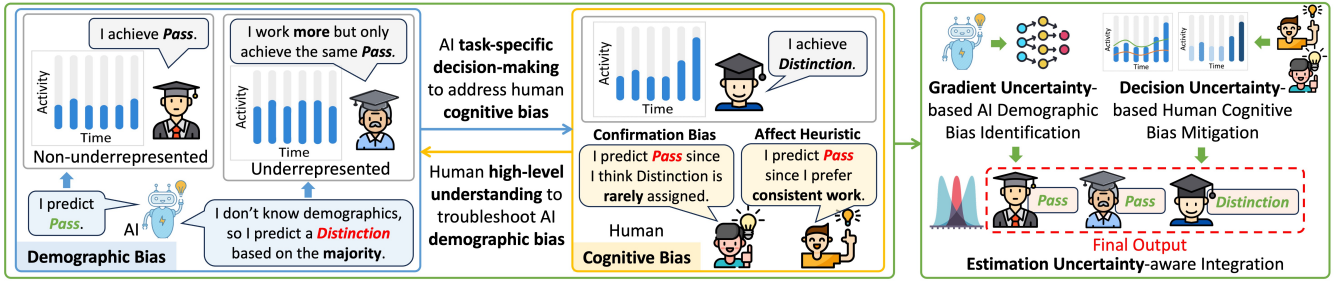 I achieve Pass.
Activity
Time
Non-underrepresented
I work more but only
achieve the same Pass.
Activity
Time
Underrepresented
I predict
Pass.
AI
I don't know demographics,
so I predict a Distinction
based on the majority.
Demographic Bias
AI task-specific
decision-making
to address human
cognitive bias
Human high-level
understanding to
troubleshoot AI
demographic bias
Activity
Time
I achieve
Distinction.
Confirmation Bias
I predict Pass since
I think Distinction is
rarely assigned.
Affect Heuristic
I predict Pass
since I prefer
consistent work.
Human
Cognitive Bias
Activity
Time
Activity
Time
Gradient Uncertainty-
based AI Demographic
Bias Identification
Decision Uncertainty-
based Human Cognitive
Bias Mitigation
Pass
Pass
Distinction
Final Output
Estimation Uncertainty-aware Integration